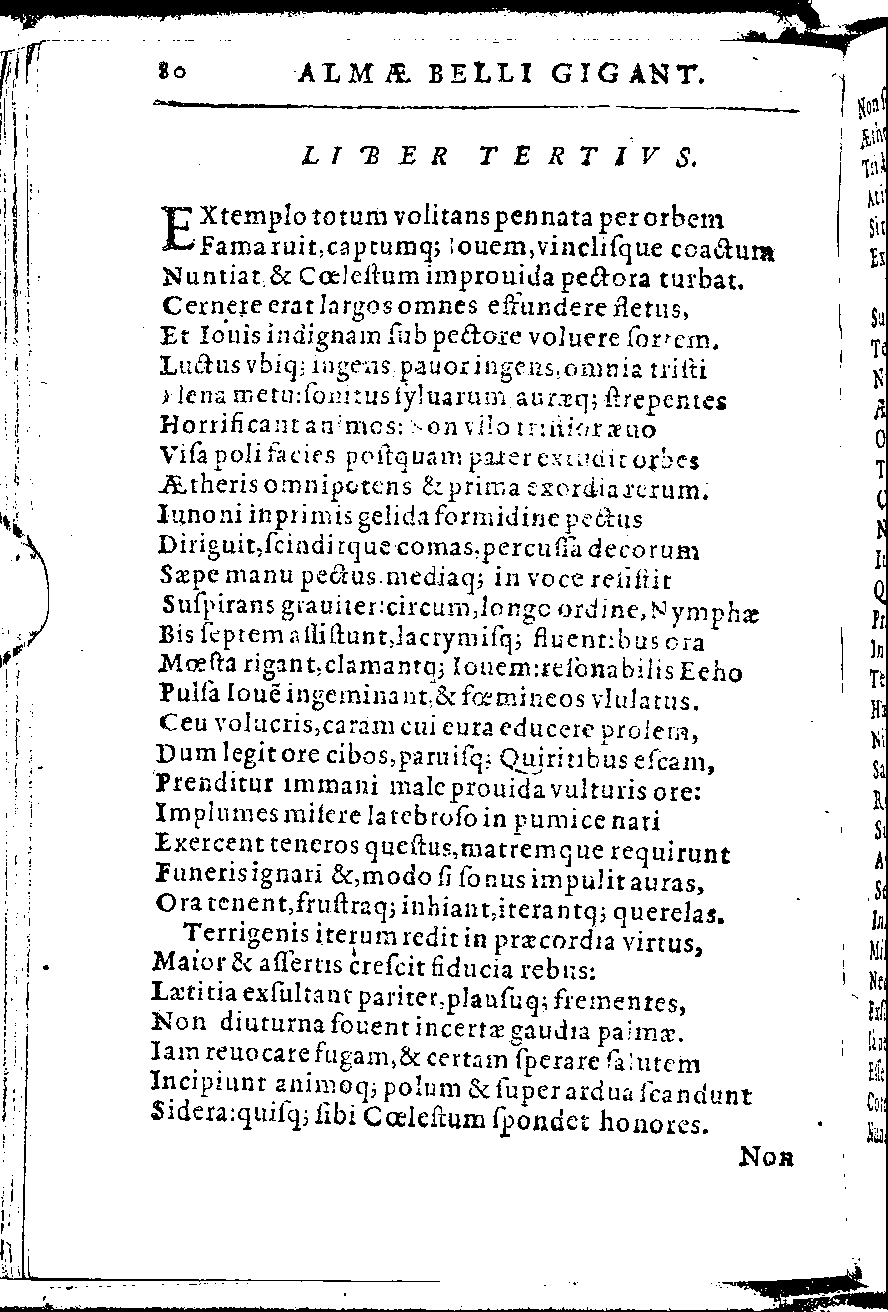 80 ALMÆ BELLI GIGANT.
LIBER TERTIVS.
EXtemplo totum volitans pennata per orbem
Fama ruit,captumq; Iouem,vinclisque coactum
Nuntiat,& Cœleſtum improuida pectora turbat.
Cernere erat largos omnes effundere fletus,
Et Iouis indignam ſub pectore voluere ſortem.
Luctus vbiq; ingens pauor ingens,omnia triſti
Plena metu:ſonitus ſyluarum auræq; ſtrepentes
Horrificant animos: Non vllo triſtior æuo
Viſa poli facies poſtquam pater extudit orbes
Ætheris omnipotens & prima exordia rerum.
Iunoni inprimis gelida formidine pectus
Diriguit,ſcinditque comas,percuſſa decorum
Sæpe manu pectus.mediaq; in voce reſiſtit
Suſpirans grauiter:circum,longo ordine,Nymphæ
Bis ſeptem aſſiſtunt,lacrymiſq; fluentibus ora
Mœſta rigant,clamantq; Iouem:reſonabilis Eeho
Pulſa Iouẽ ingeminant,& fœmineos vlulatus.
Ceu volucris,caram cui eura educere prolem,
Dum legit ore cibos,paruiſq; Quiritibus eſcam,
Prenditur immani male prouida vulturis ore:
Implumes miſere latebroſo in pumice nati
Exercent teneros queſtus,matremque requirunt
Funeris ignari &,modo ſi ſonus impulit auras,
Ora tenent,fruſtraq; inhiant,iterantq; querelas.
Terrigenis iterum redit in præcordia virtus,
Maior & aſſertis creſcit fiducia rebus:
Lætitia exſultant pariter,plauſuq; frementes,
Non diuturna fouent incertæ gaudia palmæ.
Iam reuocare fugam,& certam ſperare ſalutem
Incipiunt animoq; polum & ſuper ardua ſcandunt
Sidera:quiſq; ſibi Cœleſtum ſpondet honores.
Non